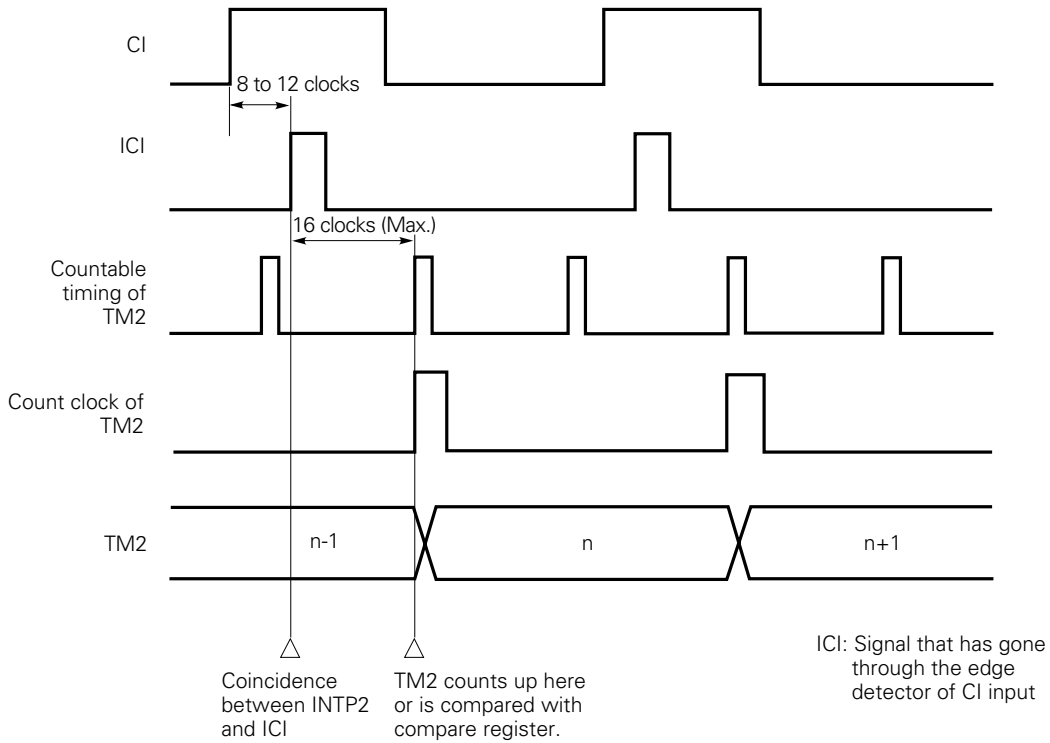 CI
8 to 12 clocks
ICI
16 clocks (Max.)
Countable
timing of
TM2
Count clock of
TM2
TM2
n-1
n
n+1
Coincidence
between INTP2
and ICI
TM2 counts up here
or is compared with
compare register.
ICI: Signal that has gone
through the edge
detector of CI input